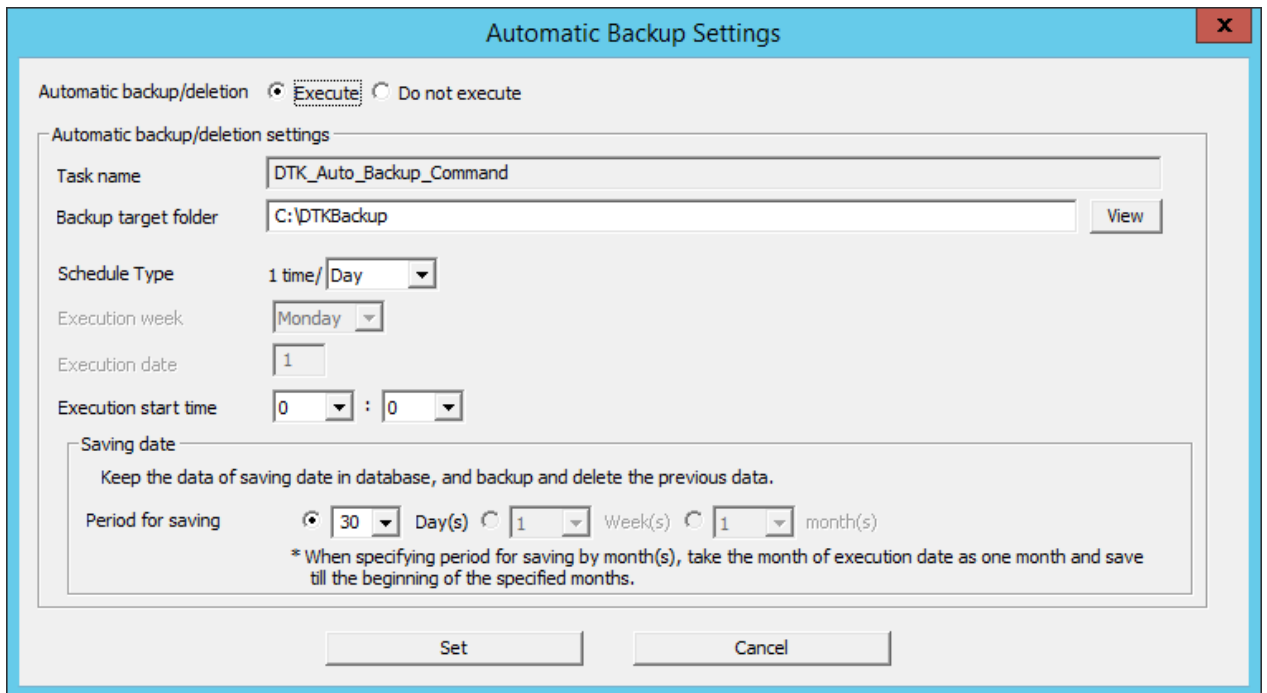 Automatic Backup Settings
x
Automatic backup/deletion Execute Do not execute
Automatic backup/deletion settings
Task name DTK_Auto_Backup_Command
Backup target folder C:\DTKBackup View
Schedule Type 1 time/ Day
Execution week Monday
Execution date 1
Execution start time 0 : 0
Saving date
Keep the data of saving date in database, and backup and delete the previous data.
Period for saving 30 Day(s) 1 Week(s) 1 month(s)
* When specifying period for saving by month(s), take the month of execution date as one month and save
till the beginning of the specified months.
Set Cancel